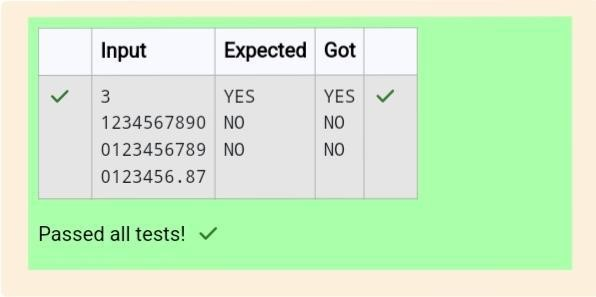 Input Expected Got
3 YES YES
1234567890 NO NO
0123456789 NO NO
0123456.87
Passed all tests!